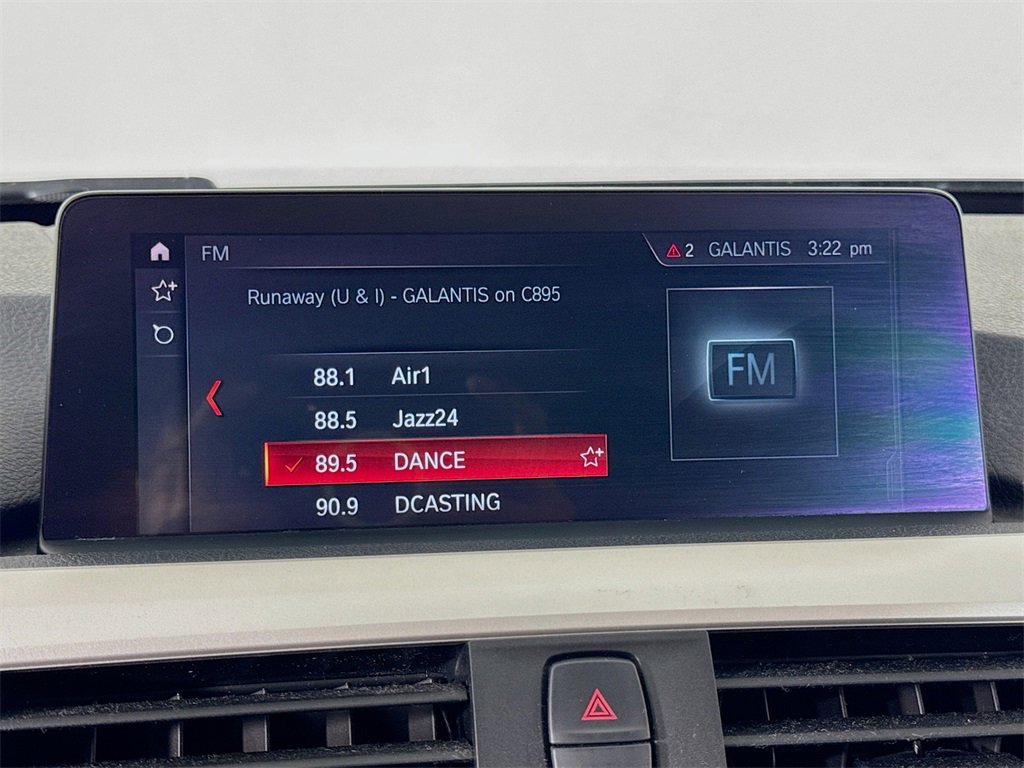 FM
2 GALANTIS 3:22 pm
Runaway (U & I) - GALANTIS on C895
88.1 Air1
88.5 Jazz24
89.5 DANCE
90.9 DCASTING
FM